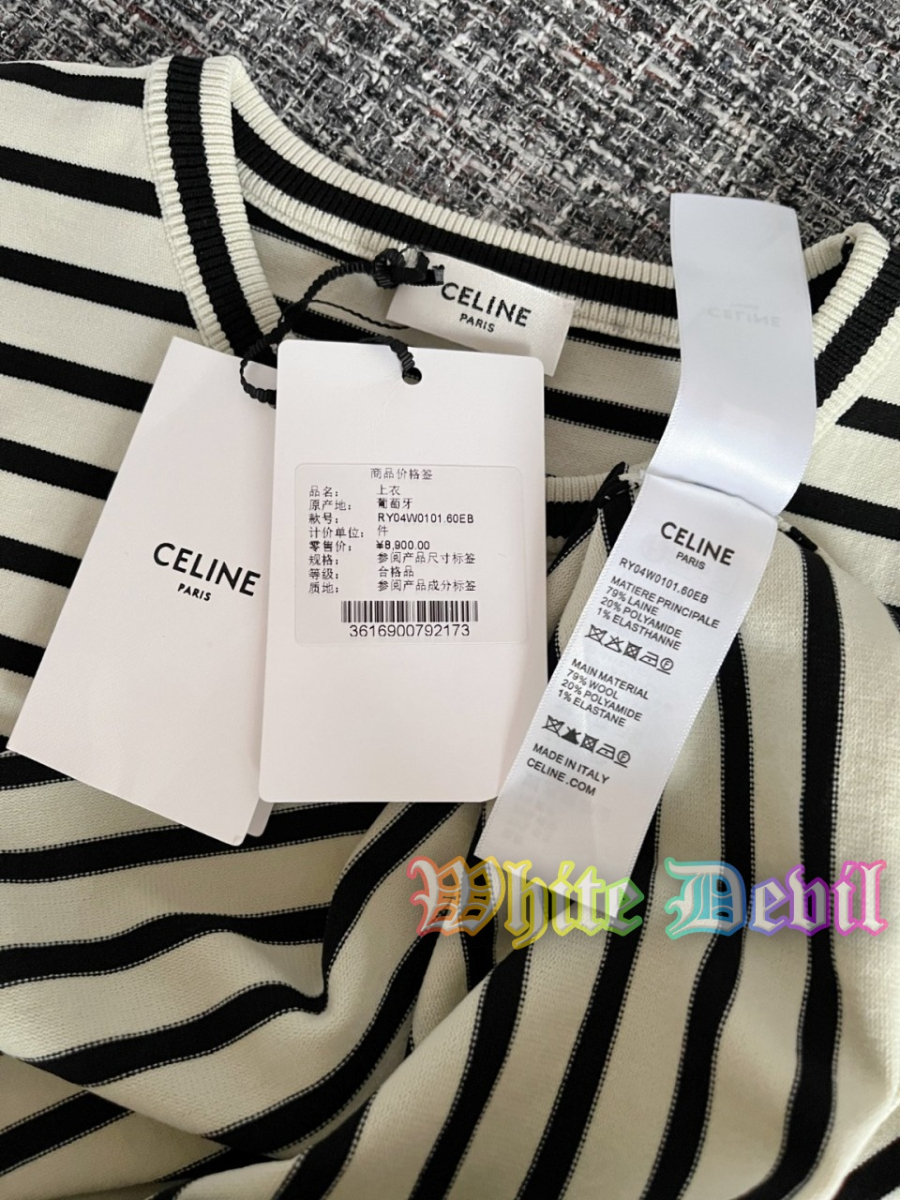 CELINE
PARIS
CELINE
PARIS
商品价格签
品名: 上衣
原产地: 葡萄牙
款号: RY04W0101.60EB
计价单位: 件
零售价: ¥8,900.00
规格: 参阅产品尺寸标签
等级: 合格品
质地: 参阅产品成分标签
3616900792173
CELINE
CELINE
PARIS
RY04W0101.60EB
MATIERE PRINCIPALE
79% LAINE
20% POLYAMIDE
1% ELASTHANNE
MAIN MATERIAL
79% WOOL
20% POLYAMIDE
1% ELASTANE
MADE IN ITALY
CELINE .COM
White Devil